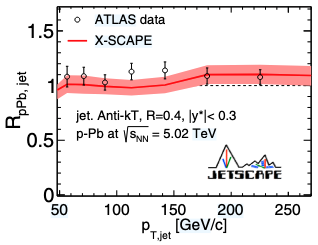 ATLAS data
X-SCAPE
R_pPb, jet
1.5
1
0.5
0
jet. Anti-kT, R=0.4, |y*|< 0.3
p-Pb at √s_NN = 5.02 TeV
JETSCAPE
50 100 150 200 250
p_T,jet [GeV/c]